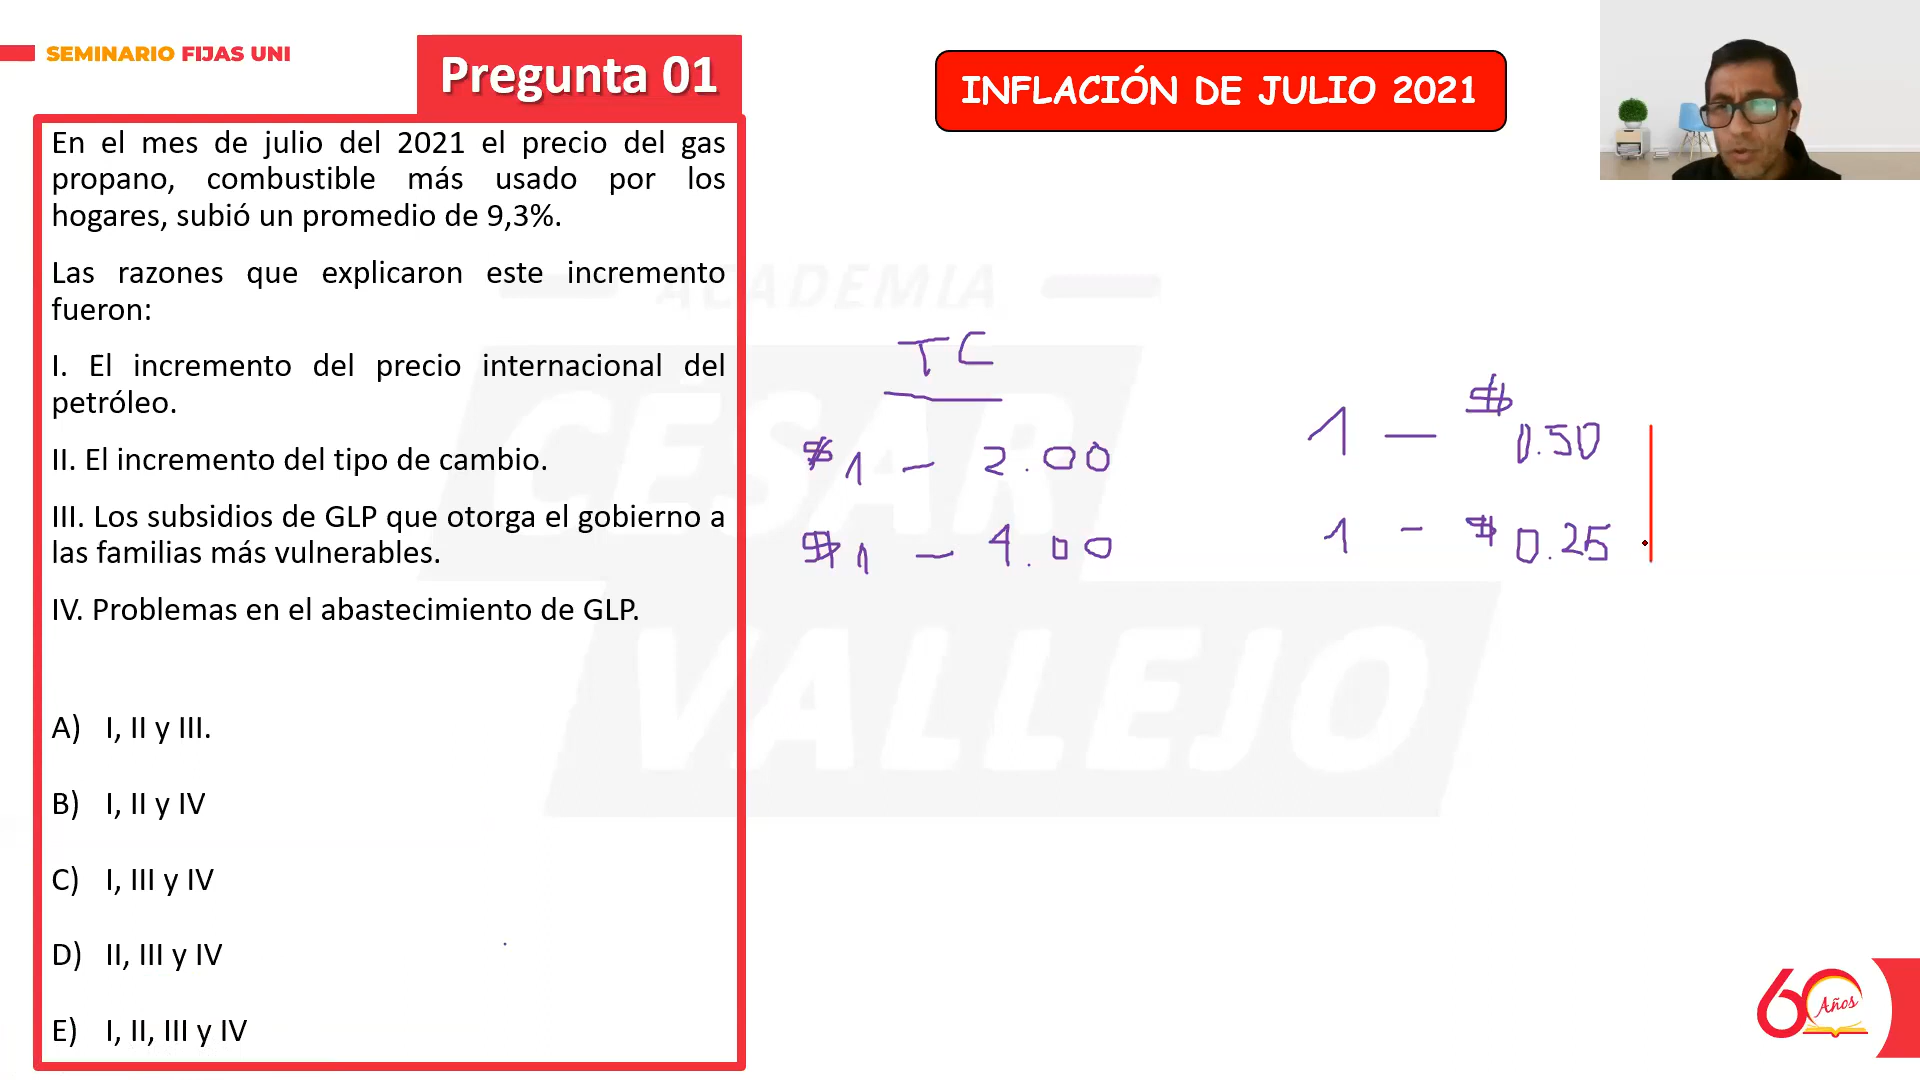 SEMINARIO FIJAS UNI
Pregunta 01
INFLACIÓN DE JULIO 2021
En el mes de julio del 2021 el precio del gas
propano, combustible más usado por los
hogares, subió un promedio de 9,3%.
Las razones que explicaron este incremento
fueron:
I. El incremento del precio internacional del
petróleo.
II. El incremento del tipo de cambio.
III. Los subsidios de GLP que otorga el gobierno a
las familias más vulnerables.
IV. Problemas en el abastecimiento de GLP.
A) I, II y III.
B) I, II y IV
C) I, III y IV
D) II, III y IV
E) I, II, III y IV
ACADEMIA
CÉSAR
VALLEJO
TC
$1 - 2.00
$1 - 4.00
1 - $0.50
1 - $0.25
60 Años